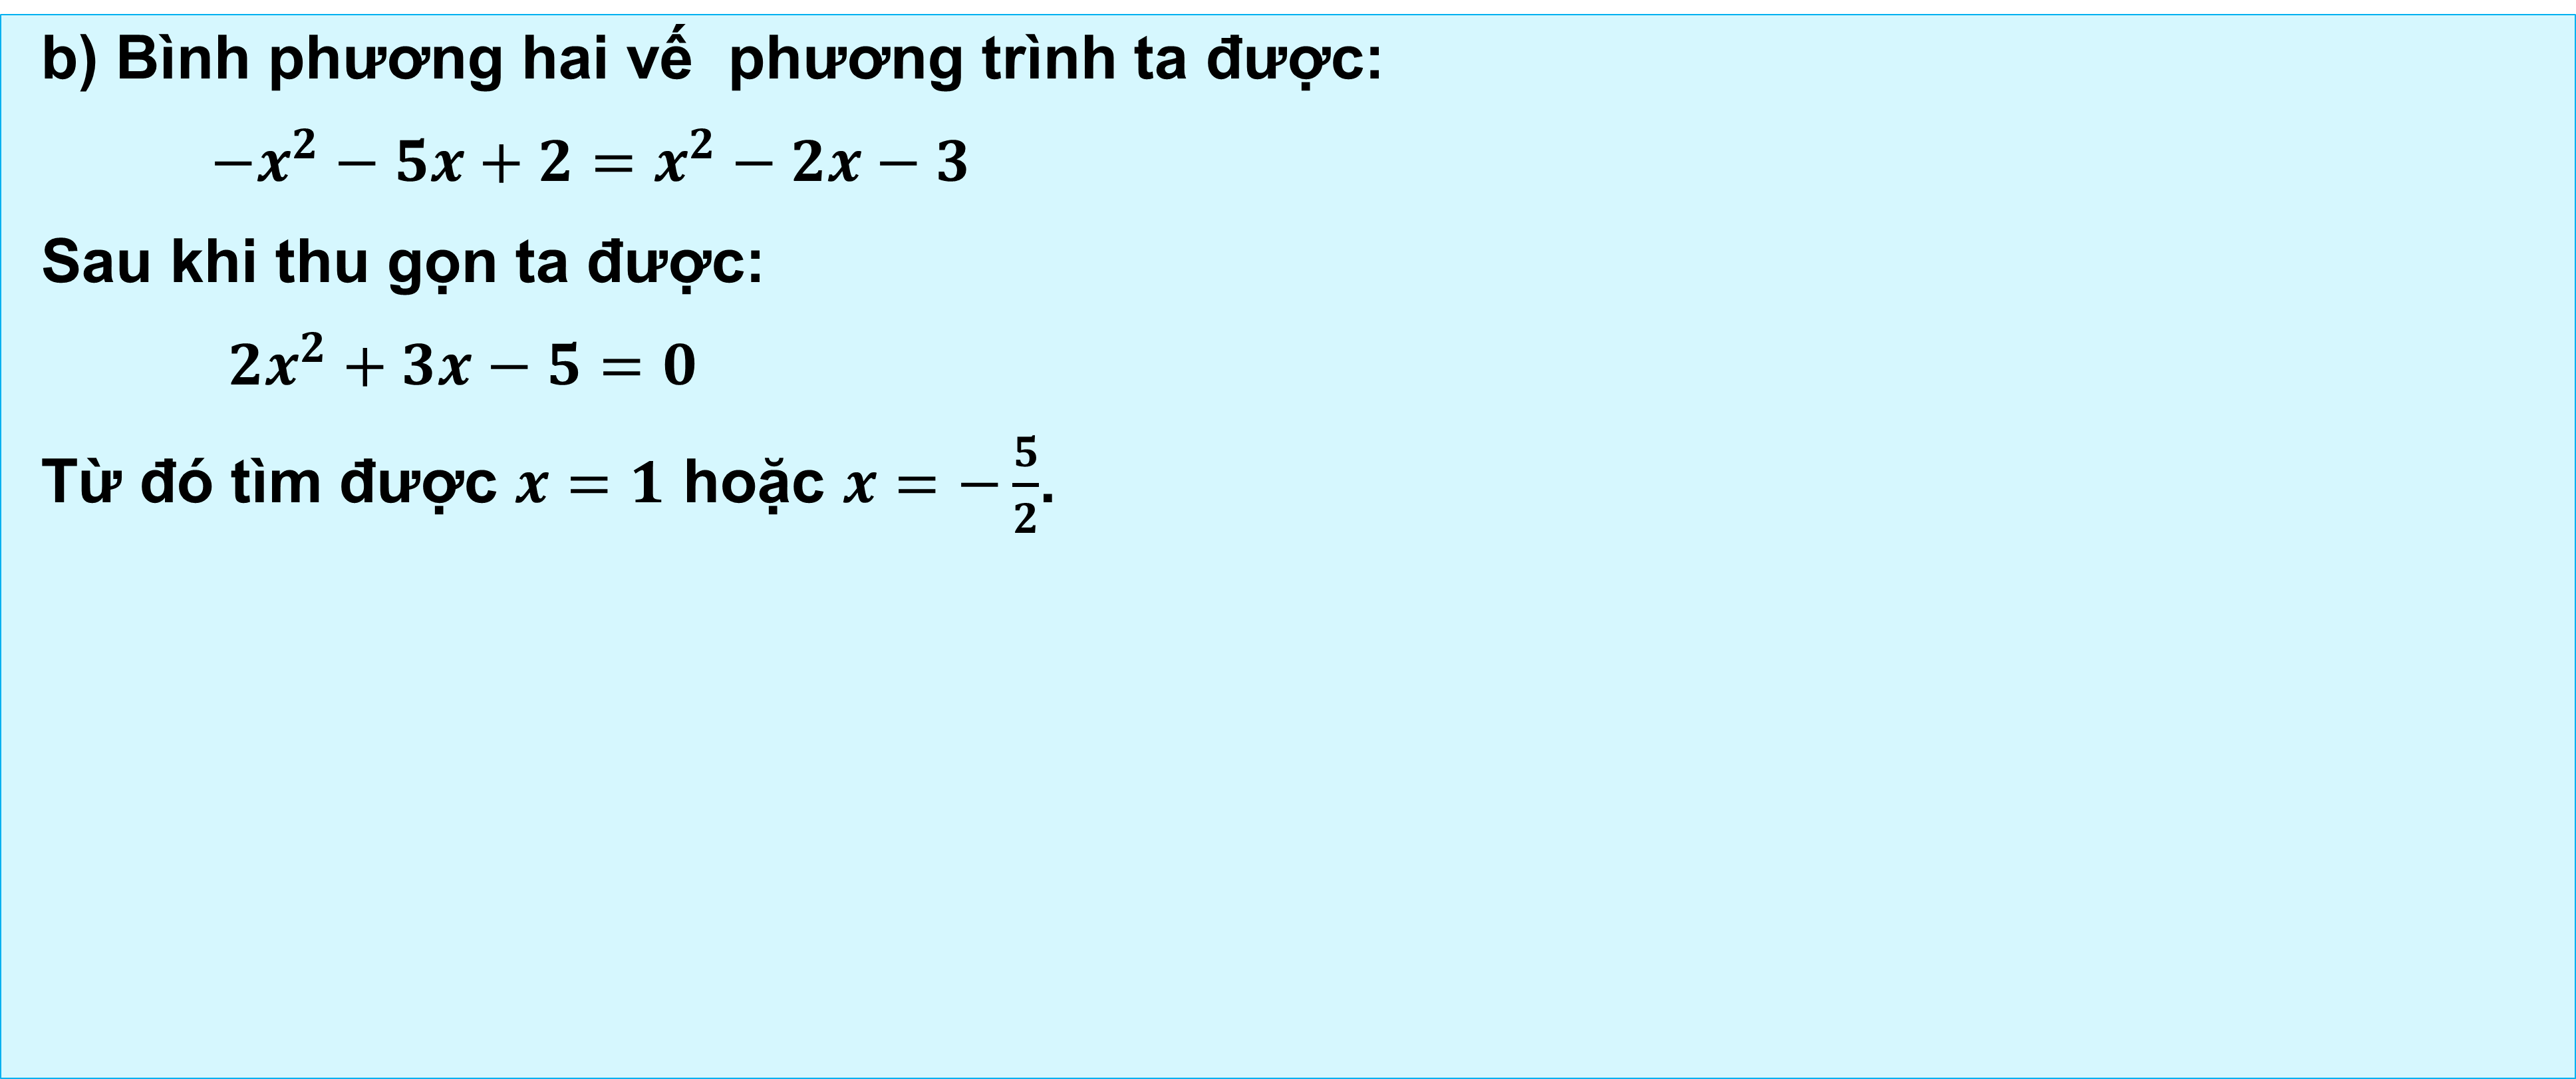 b) Bình phương hai vế phương trình ta được:
−x² − 5x + 2 = x² − 2x − 3
Sau khi thu gọn ta được:
2x² + 3x − 5 = 0
Từ đó tìm được x = 1 hoặc x = −5/2.